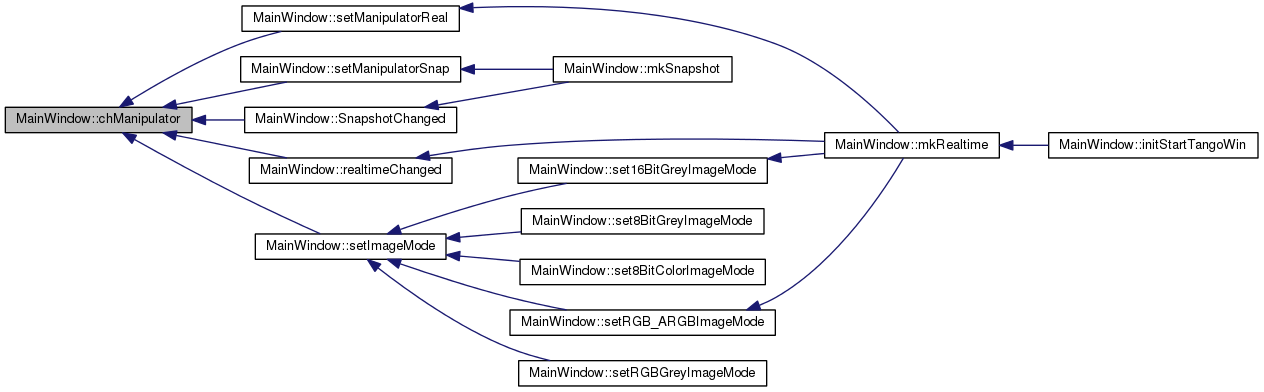 MainWindow::setManipulatorReal
MainWindow::setManipulatorSnap
MainWindow::mkSnapshot
MainWindow::chManipulator
MainWindow::SnapshotChanged
MainWindow::mkRealtime
MainWindow::initStartTangoWin
MainWindow::realtimeChanged
MainWindow::set16BitGreyImageMode
MainWindow::set8BitGreyImageMode
MainWindow::setImageMode
MainWindow::set8BitColorImageMode
MainWindow::setRGB_ARGBImageMode
MainWindow::setRGBGreyImageMode